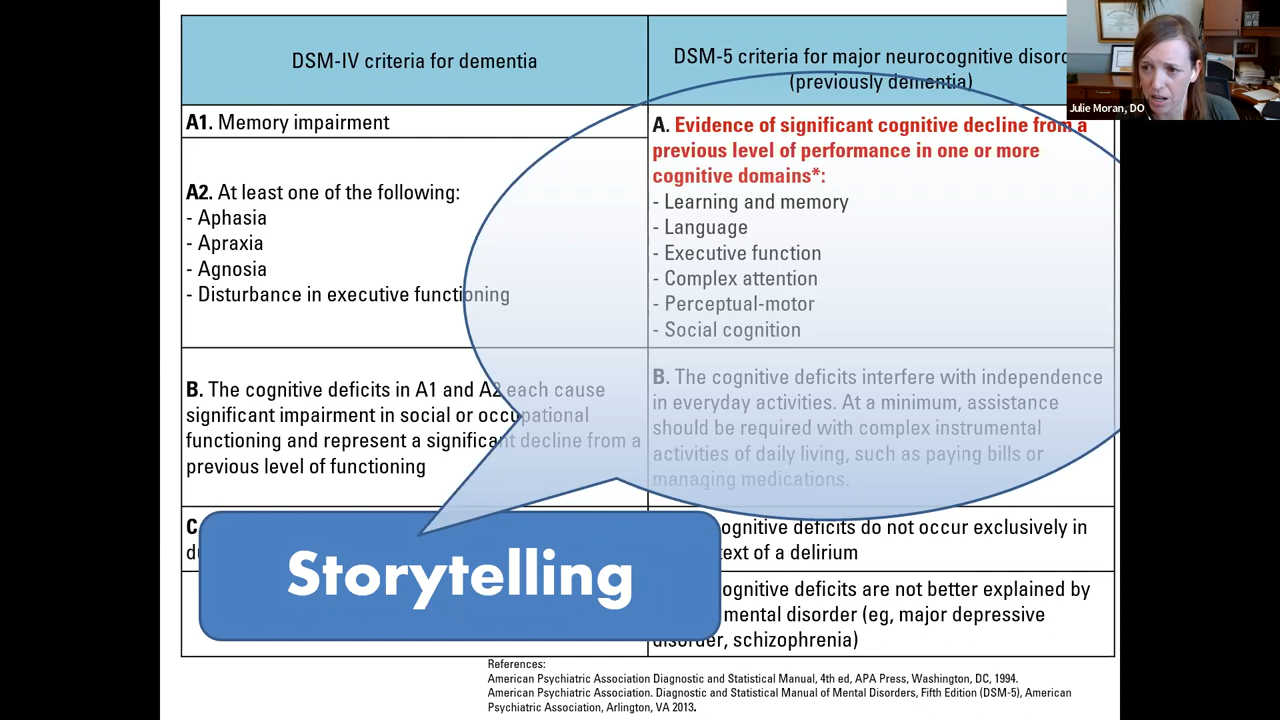 DSM-IV criteria for dementia
DSM-5 criteria for major neurocognitive
(previously dementia)
Julie Moran, DO
A1. Memory impairment
A2. At least one of the following:
- Aphasia
- Apraxia
- Agnosia
- Disturbance in executive functioning
A. Evidence of significant cognitive decline from a
previous level of performance in one or more
cognitive domains*:
- Learning and memory
- Language
- Executive function
- Complex attention
- Perceptual-motor
- Social cognition
B. The cognitive deficits in A1 and A2 each cause
significant impairment in social or occupational
functioning and represent a significant decline from a
previous level of functioning
B. The cognitive deficits interfere with independence
in everyday activities. At a minimum, assistance
should be required with complex instrumental
activities of daily living, such as paying bills or
managing medications.
C
ognitive deficits do not occur exclusively in
text of a delirium
ognitive deficits are not better explained by
mental disorder (eg, major depressive
disorder, schizophrenia)
Storytelling
References:
American Psychiatric Association Diagnostic and Statistical Manual, 4th ed, APA Press, Washington, DC, 1994.
American Psychiatric Association. Diagnostic and Statistical Manual of Mental Disorders, Fifth Edition (DSM-5), American
Psychiatric Association, Arlington, VA 2013.